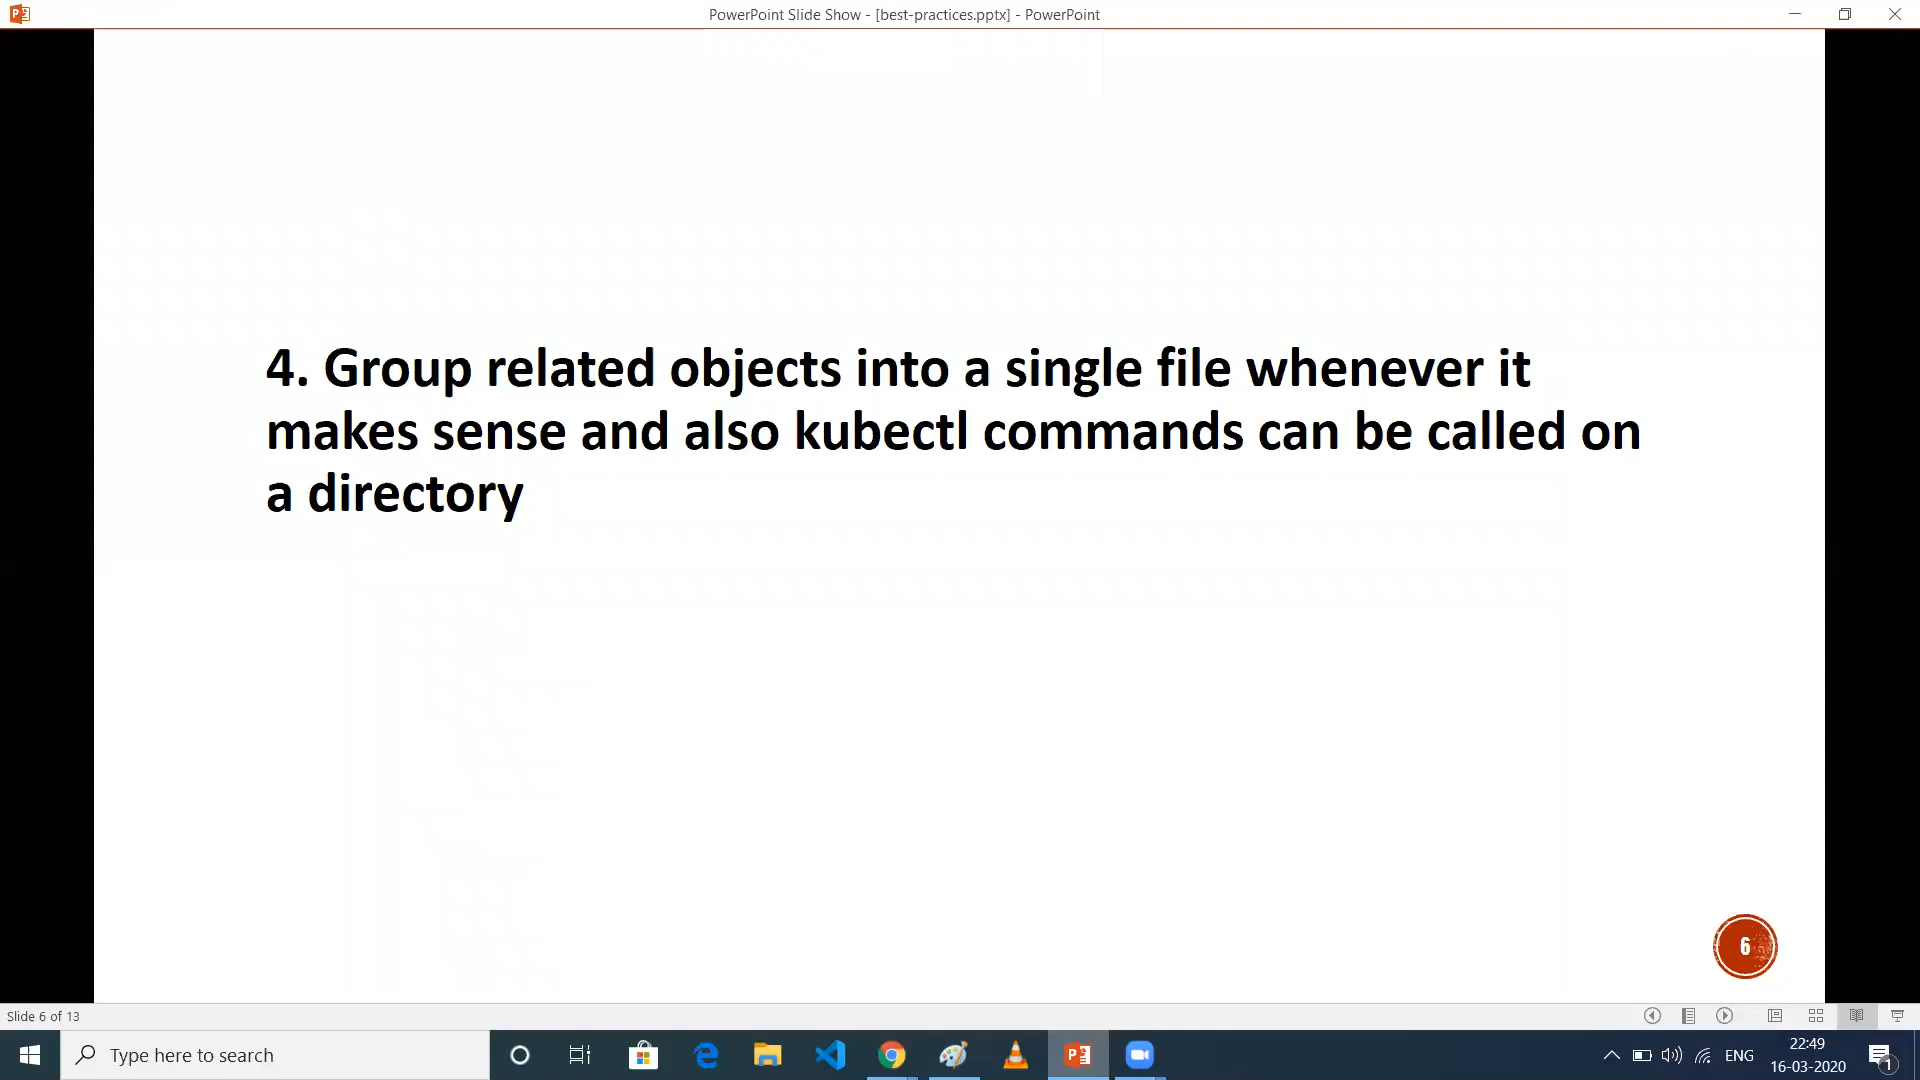 PowerPoint Slide Show - [best-practices.pptx] - PowerPoint
4. Group related objects into a single file whenever it
makes sense and also kubectl commands can be called on
a directory
6
Slide 6 of 13
Type here to search
ENG
22:49
16-03-2020
1